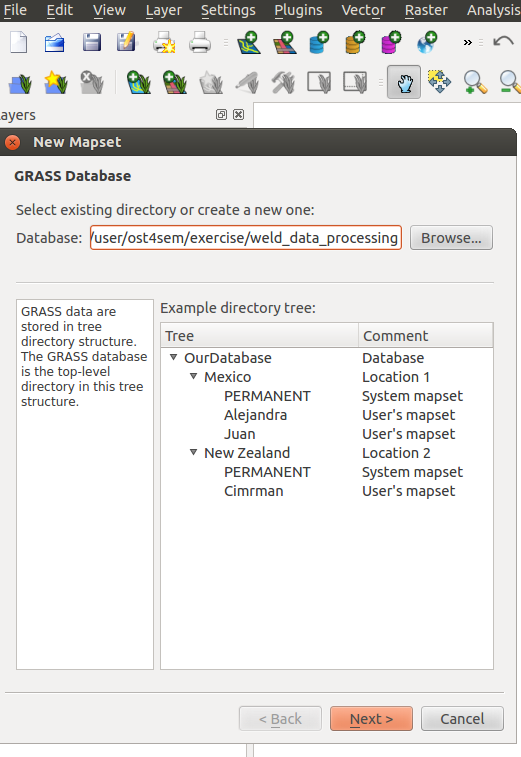 File Edit View Layer Settings Plugins Vector Raster Analysis
ayers
New Mapset
GRASS Database
Select existing directory or create a new one:
Database: /user/ost4sem/exercise/weld_data_processing Browse...
GRASS data are
stored in tree
directory structure.
The GRASS database
is the top-level
directory in this tree
structure.
Example directory tree:
Tree Comment
OurDatabase Database
Mexico Location 1
PERMANENT System mapset
Alejandra User's mapset
Juan User's mapset
New Zealand Location 2
PERMANENT System mapset
Cimrman User's mapset
< Back Next > Cancel